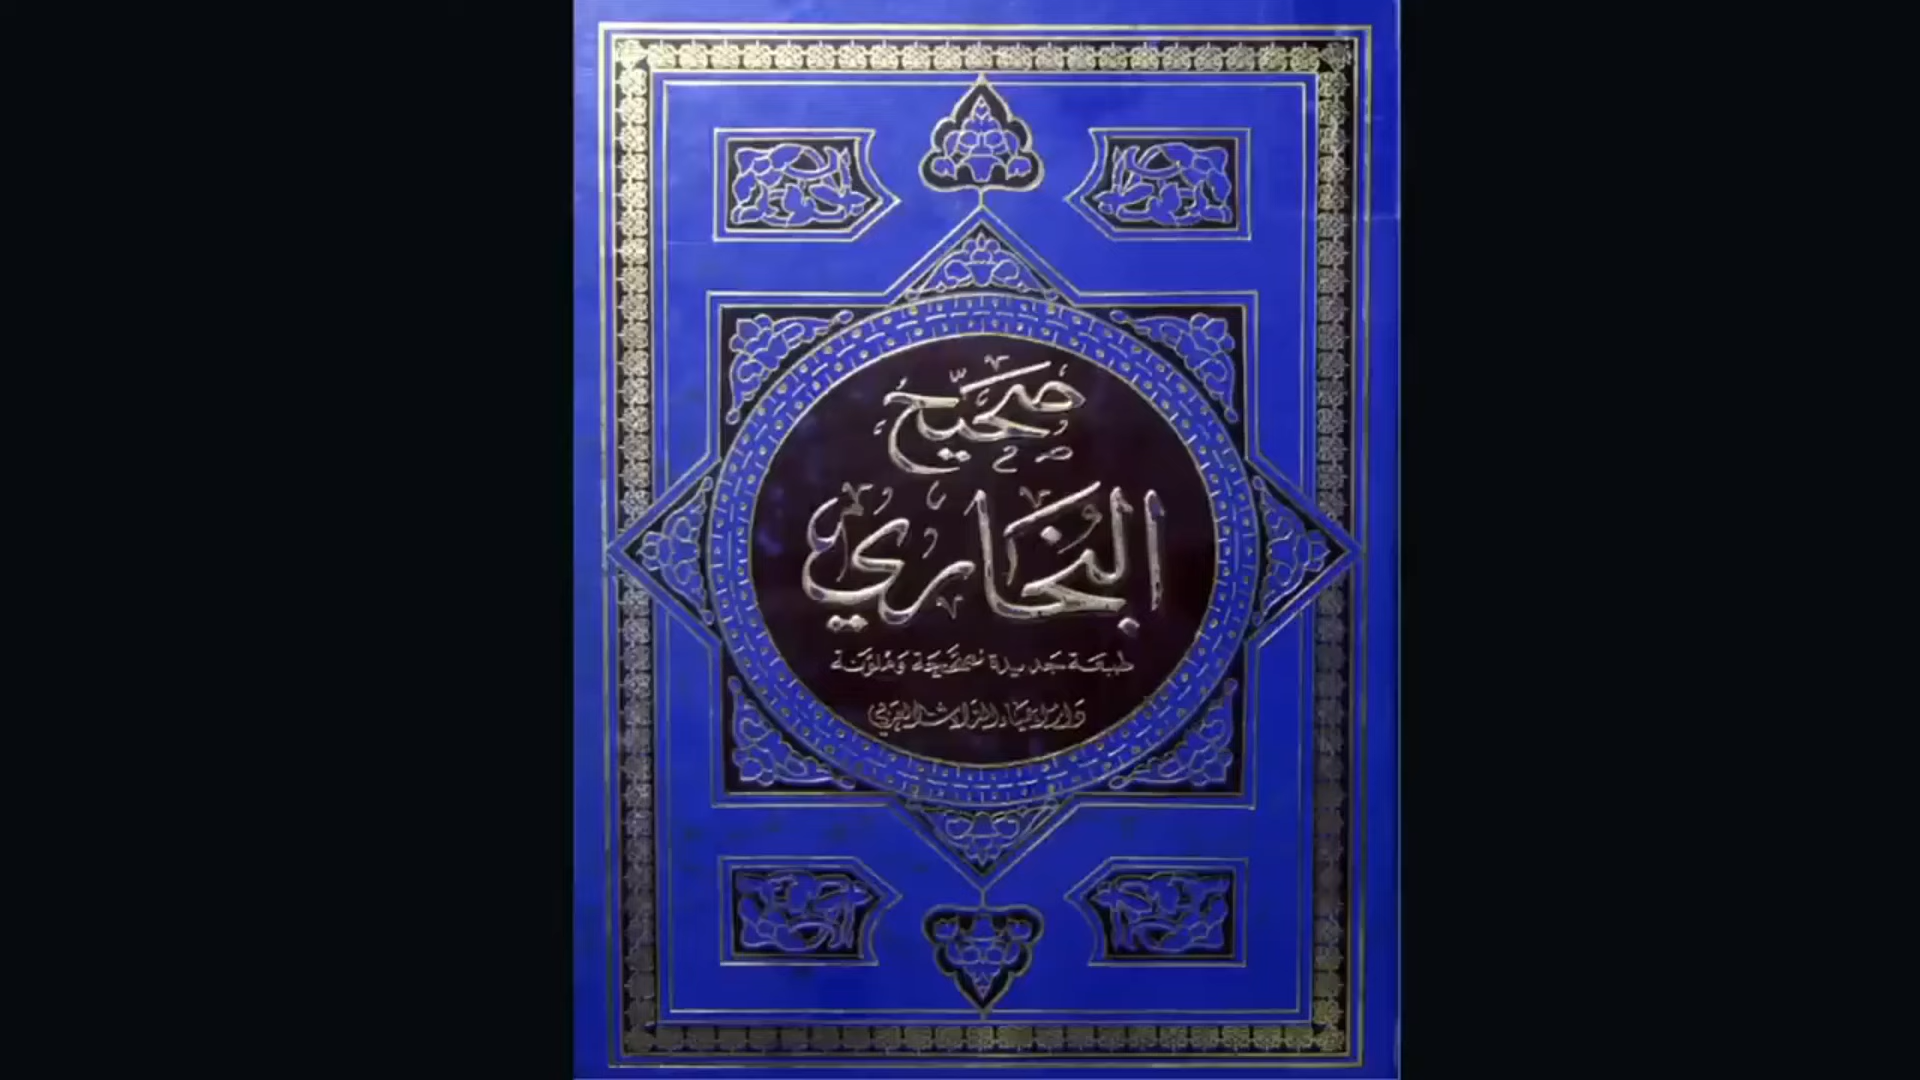 صحيح
البخاري
طبعة جديدة مصححة وملونة
دار إحياء التراث العربي